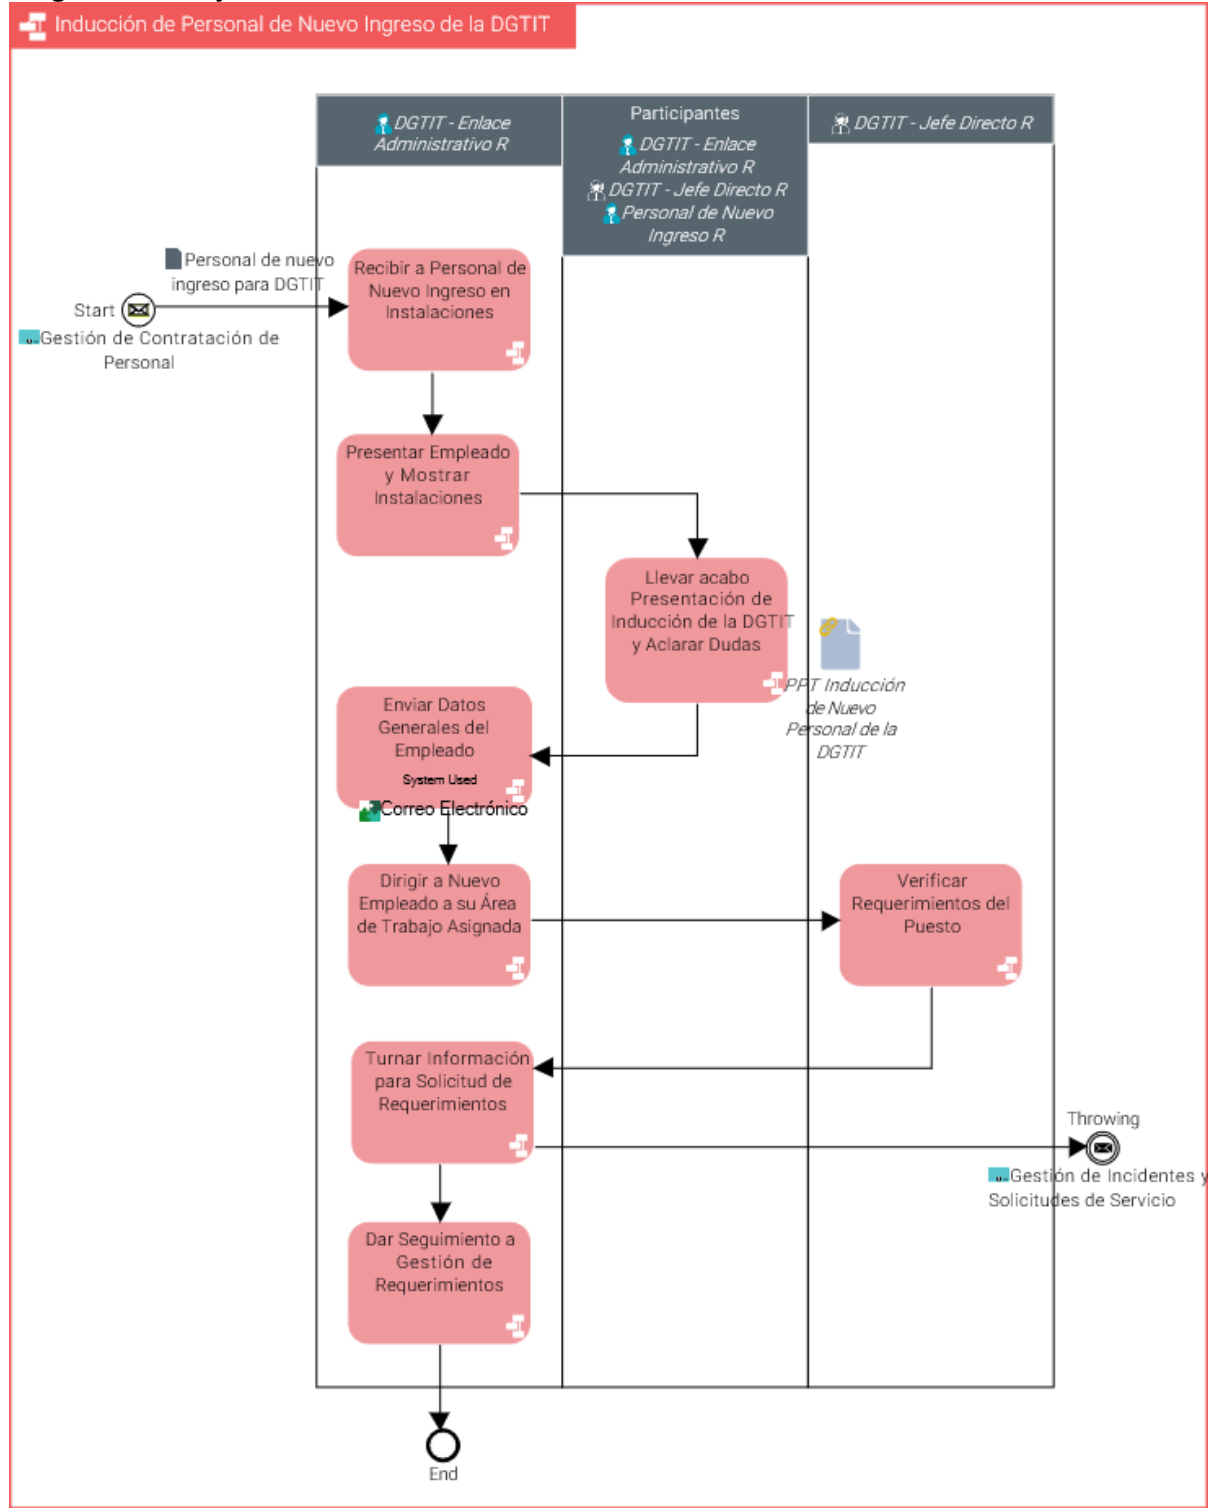 Inducción de Personal de Nuevo Ingreso de la DGTIT
DGTIT - Enlace
Administrativo R
Participantes
DGTIT - Enlace
Administrativo R
DGTIT - Jefe Directo R
Personal de Nuevo
Ingreso R
DGTIT - Jefe Directo R
Personal de nuevo
ingreso para DGTIT
Start
Gestión de Contratación de
Personal
Recibir a Personal de
Nuevo Ingreso en
Instalaciones
Presentar Empleado
y Mostrar
Instalaciones
Llevar acabo
Presentación de
Inducción de la DGTIT
y Aclarar Dudas
PPT Inducción
de Nuevo
Personal de la
DGTIT
Enviar Datos
Generales del
Empleado
System Used
Correo Electrónico
Dirigir a Nuevo
Empleado a su Área
de Trabajo Asignada
Verificar
Requerimientos del
Puesto
Turnar Información
para Solicitud de
Requerimientos
Throwing
Gestión de Incidentes y
Solicitudes de Servicio
Dar Seguimiento a
Gestión de
Requerimientos
End